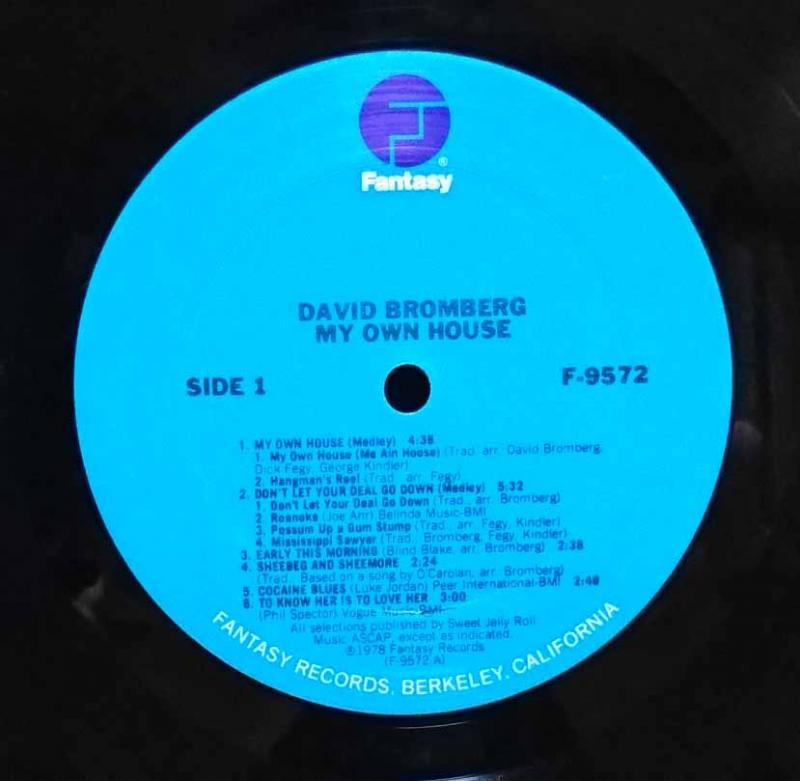 Fantasy
®
DAVID BROMBERG
MY OWN HOUSE
SIDE 1
F-9572
1. MY OWN HOUSE (Medley) 4:38
1. My Own House (Me Ain Hoose) (Trad. arr. David Bromberg,
Dick Fegy, George Kindler)
2. Hangman's Reel (Trad. arr. Fegy)
2. DON'T LET YOUR DEAL GO DOWN (Medley) 5:32
1. Don't Let Your Deal Go Down (Trad., arr. Bromberg)
2. Roanoke (Joe Anr) Belinda Music-BMI
3. Possum Up a Gum Stump (Trad., arr. Fegy, Kindler)
4. Mississippi Sawyer (Trad., Bromberg, Fegy, Kindler)
3. EARLY THIS MORNING (Blind Blake, arr. Bromberg) 2:38
4. SHEEBEG AND SHEEMORE 2:24
(Trad., Based on a song by O'Carolan, arr. Bromberg)
5. COCAINE BLUES (Luke Jordan) Peer International-BMI 2:48
6. TO KNOW HER IS TO LOVE HER 3:00
(Phil Spector) Vogue Music-BMI
All selections published by Sweet Jelly Roll
Music ASCAP, except as indicated.
℗1978 Fantasy Records
(F-9572 A)
FANTASY RECORDS, BERKELEY, CALIFORNIA